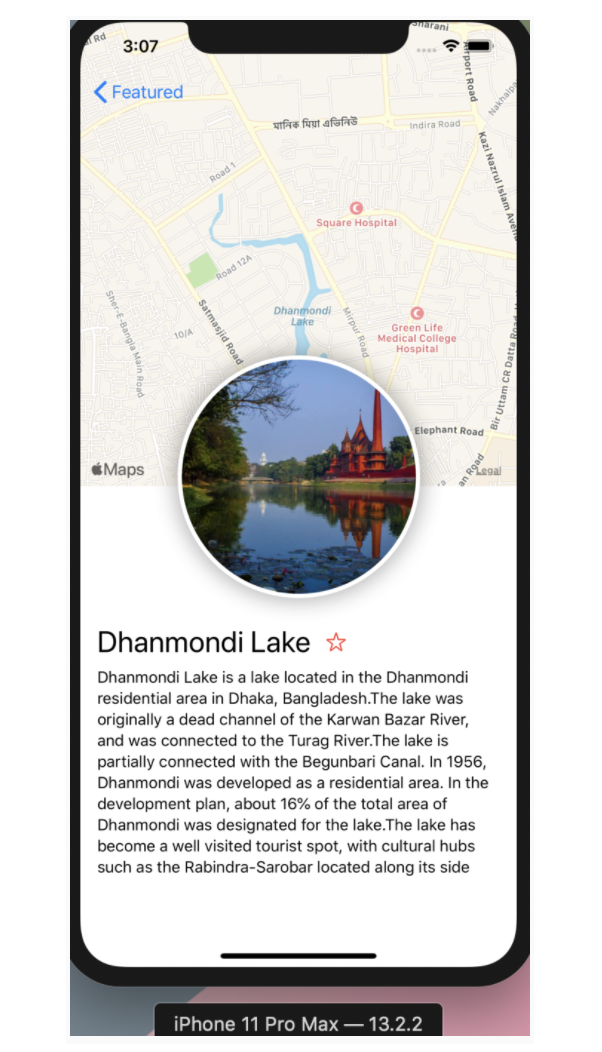 3:07
Featured
মানিক মিয়া এভিনিউ
Indira Road
Airport Road
Kazi Nazrul Islam Avenu
Road 1
Square Hospital
Road 12A
Dhanmondi
Lake
Mirpur Road
Green Life
Medical College
Hospital
Satmasjid Road
10/A
Sher-E-Bangla Main Road
Bir Uttam CR Datta Road
Elephant Road
Maps
Legal
Dhanmondi Lake
Dhanmondi Lake is a lake located in the Dhanmondi
residential area in Dhaka, Bangladesh.The lake was
originally a dead channel of the Karwan Bazar River,
and was connected to the Turag River.The lake is
partially connected with the Begunbari Canal. In 1956,
Dhanmondi was developed as a residential area. In the
development plan, about 16% of the total area of
Dhanmondi was designated for the lake.The lake has
become a well visited tourist spot, with cultural hubs
such as the Rabindra-Sarobar located along its side
iPhone 11 Pro Max — 13.2.2